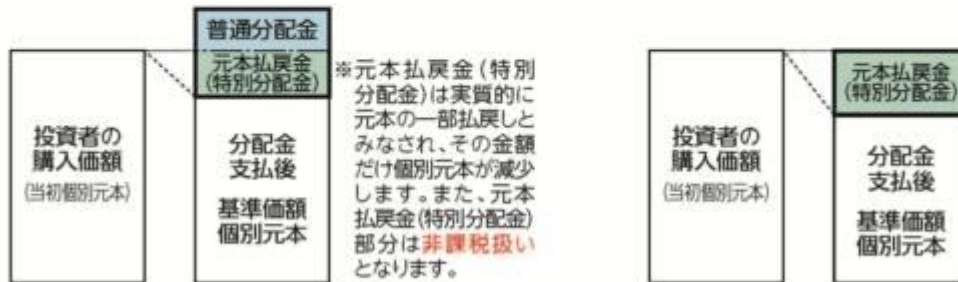 投資者の
購入価額
(当初個別元本)
普通分配金
元本払戻金
(特別分配金)
分配金
支払後
基準価額
個別元本
※元本払戻金(特別
分配金)は実質的に
元本の一部払戻しと
みなされ、その金額
だけ個別元本が減少
します。また、元本
払戻金(特別分配金)
部分は非課税扱い
となります。
投資者の
購入価額
(当初個別元本)
元本払戻金
(特別分配金)
分配金
支払後
基準価額
個別元本